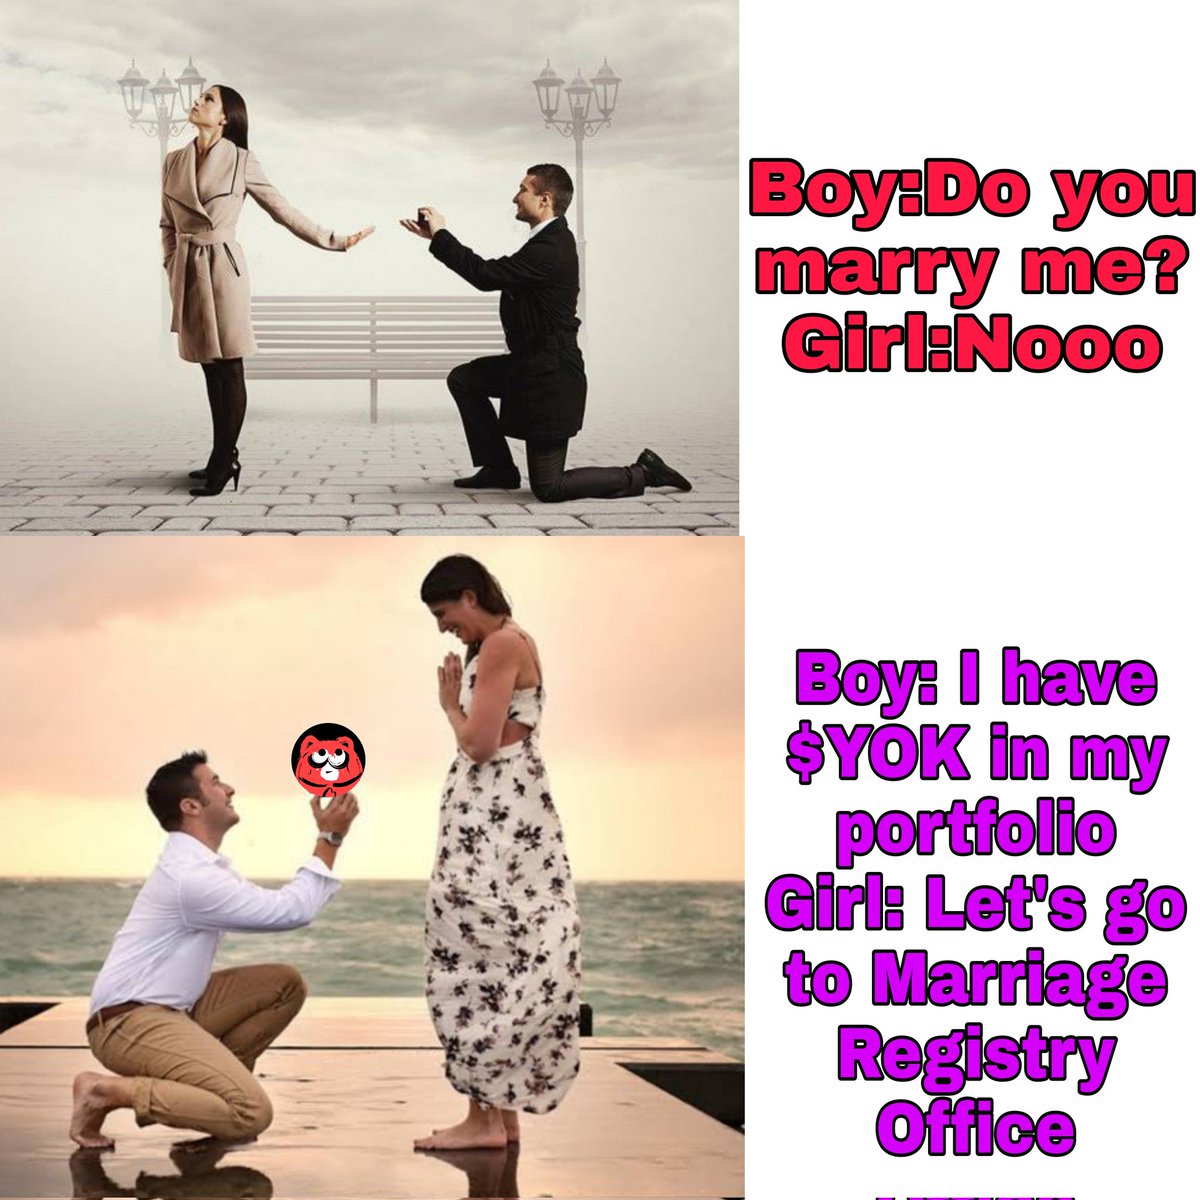 Boy:Do you
marry me?
Girl:Nooo
Boy: I have
$YOK in my
portfolio
Girl: Let's go
to Marriage
Registry
Office